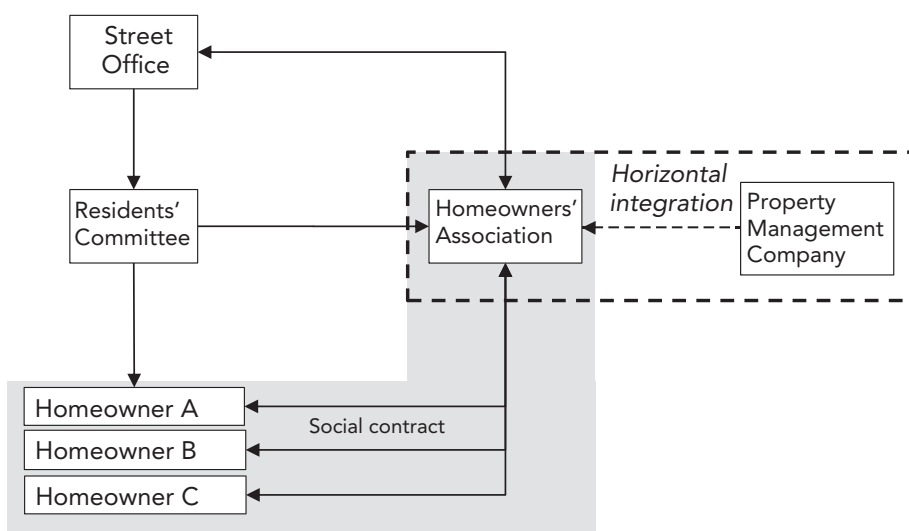 Street
Office
Horizontal
integration
Residents’
Committee
Homeowners’
Association
Property
Management
Company
Homeowner A
Social contract
Homeowner B
Homeowner C